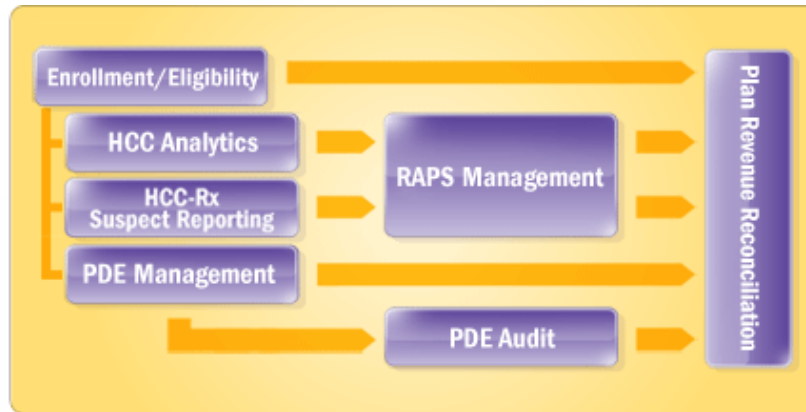 Enrollment/Eligibility
HCC Analytics
HCC-Rx
Suspect Reporting
PDE Management
RAPS Management
PDE Audit
Plan Revenue Reconciliation